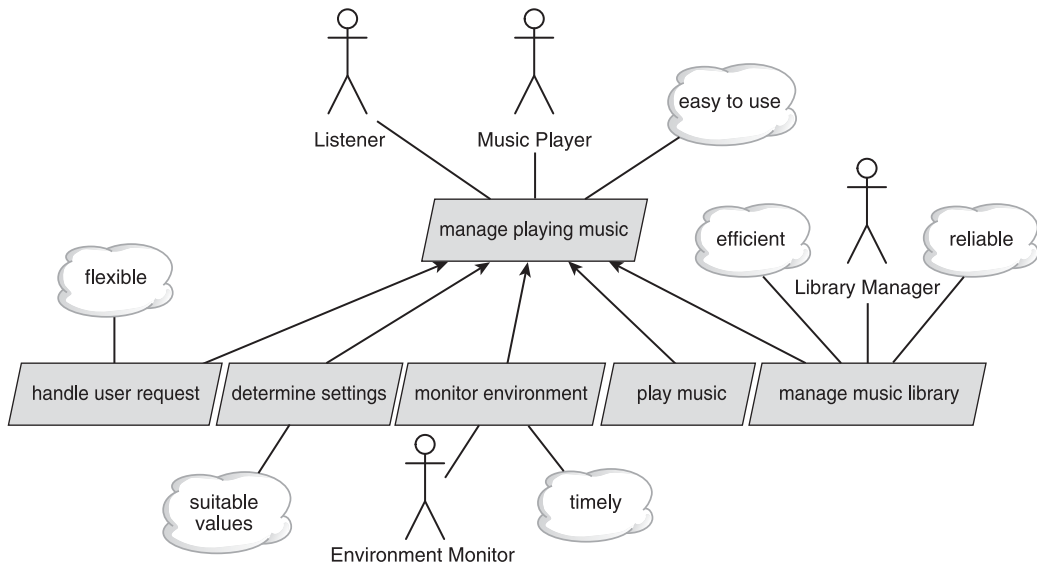 easy to use
Listener
Music Player
manage playing music
efficient
reliable
flexible
Library Manager
handle user request
determine settings
monitor environment
play music
manage music library
suitable
values
timely
Environment Monitor